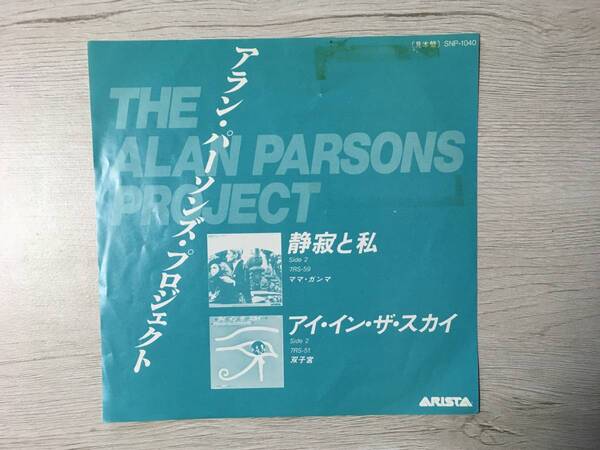 [見本盤] SNP-1040
アラン・パーソンズ・プロジェクト
THE
ALAN PARSONS
PROJECT
静寂と私
Side 2
7RS-59
ママ・ガンマ
アイ・イン・ザ・スカイ
Side 2
7RS-51
双子宮
ARISTA